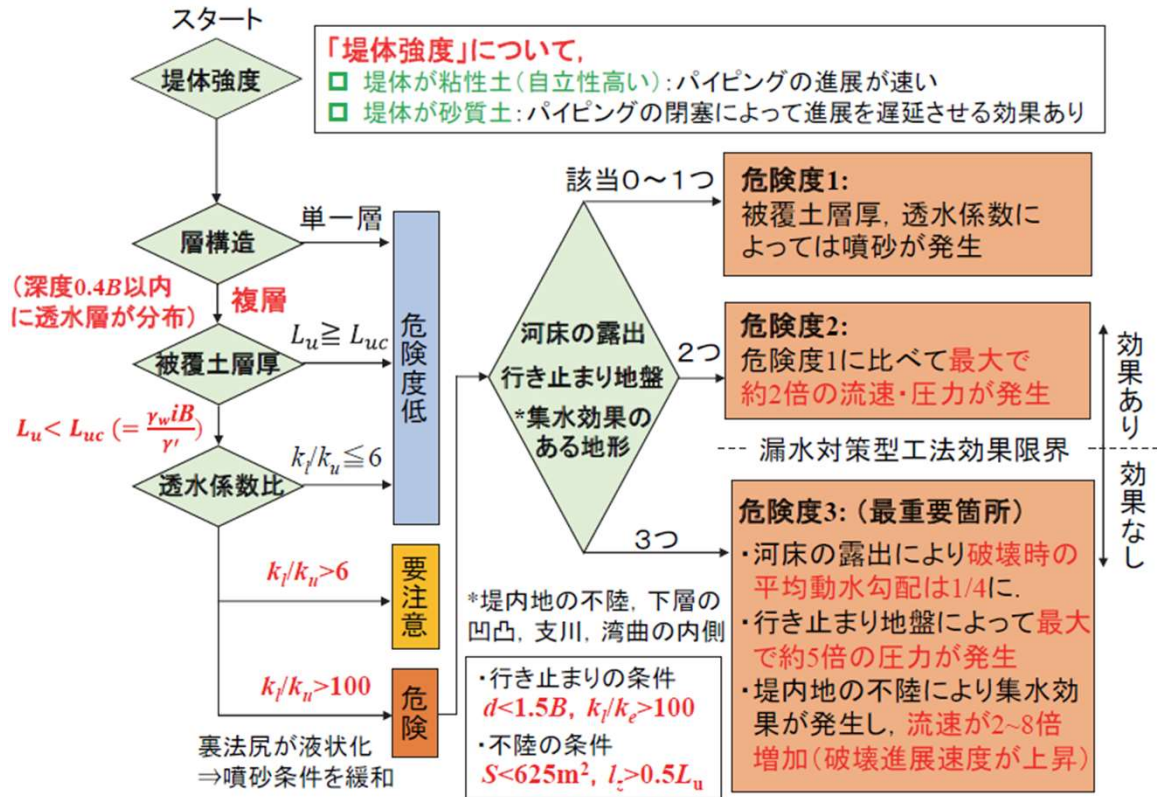 スタート
堤体強度
「堤体強度」について,
堤体が粘性土(自立性高い):パイピングの進展が速い
堤体が砂質土:パイピングの閉塞によって進展を遅延させる効果あり
層構造
単一層
(深度0.4B以内
に透水層が分布)
複層
被覆土層厚
Lu≧Luc
Lu< Luc (= γwiB/γ′)
透水係数比
kl/ku≦6
危険度低
kl/ku>6
要注意
kl/ku>100
危険
裏法尻が液状化
⇒噴砂条件を緩和
河床の露出
行き止まり地盤
*集水効果の
ある地形
該当0~1つ
2つ
3つ
*堤内地の不陸,下層の
凹凸,支川,湾曲の内側
・行き止まりの条件
d<1.5B, kl/ke>100
・不陸の条件
S<625m², lz>0.5Lu
危険度1:
被覆土層厚,透水係数に
よっては噴砂が発生
危険度2:
危険度1に比べて最大で
約2倍の流速・圧力が発生
漏水対策型工法効果限界
効果あり
効果なし
危険度3:(最重要箇所)
・河床の露出により破壊時の
平均動水勾配は1/4に.
・行き止まり地盤によって最大
で約5倍の圧力が発生
・堤内地の不陸により集水効
果が発生し,流速が2~8倍
増加(破壊進展速度が上昇)